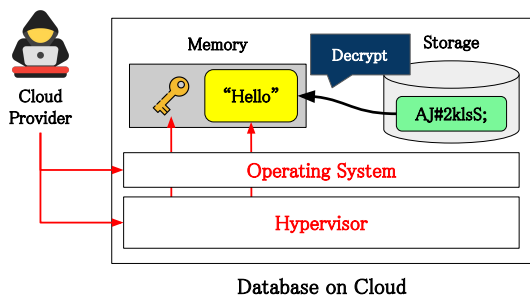 Memory
Decrypt
Storage
"Hello"
AJ#2klsS;
Cloud
Provider
Operating System
Hypervisor
Database on Cloud